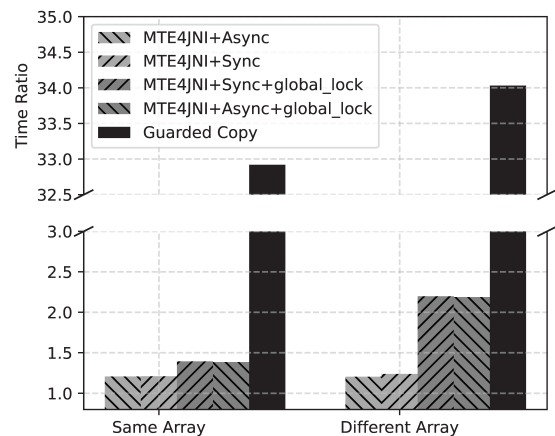 Time Ratio
35.0
34.5
34.0
33.5
33.0
32.5
3.0
2.5
2.0
1.5
1.0
MTE4JNI+Async
MTE4JNI+Sync
MTE4JNI+Sync+global_lock
MTE4JNI+Async+global_lock
Guarded Copy
Same Array
Different Array